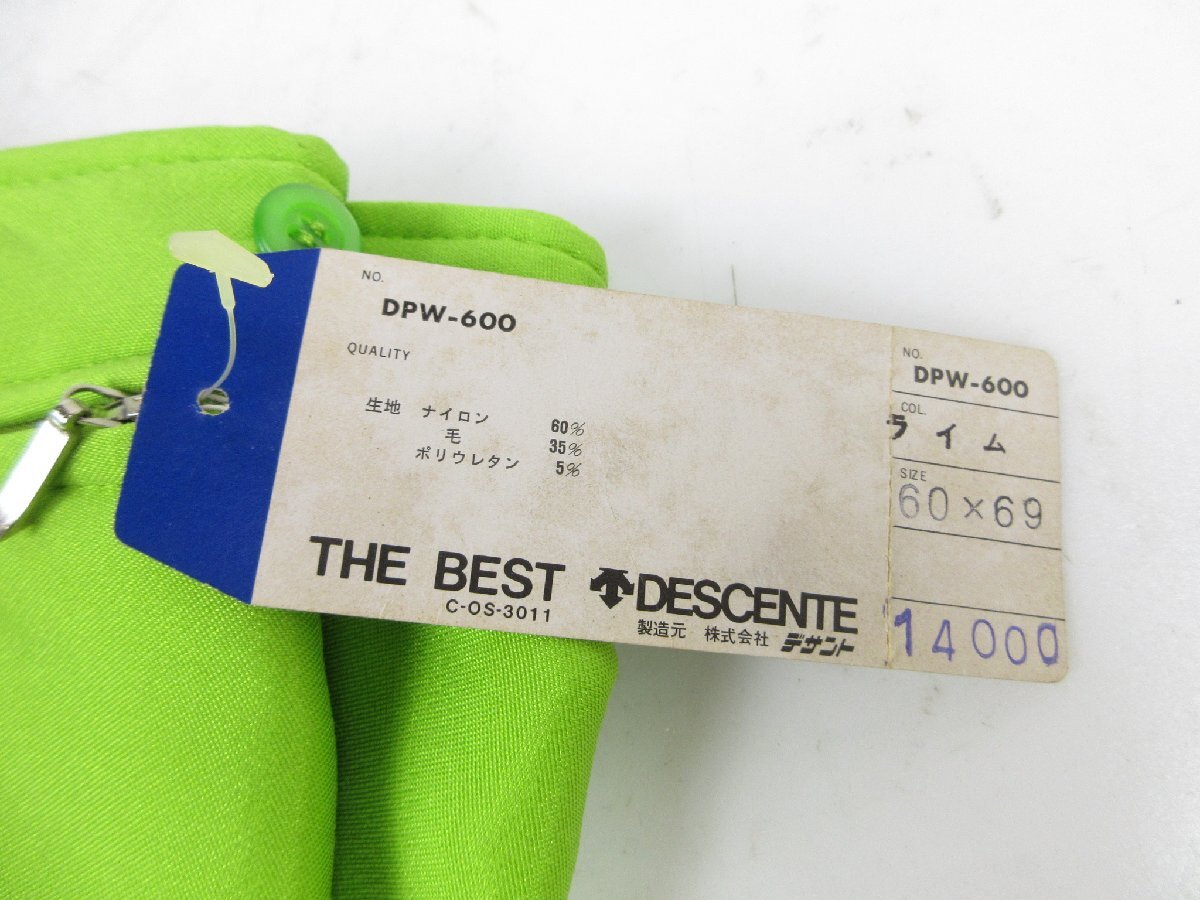 NO.
DPW-600
QUALITY
生地 ナイロン 60%
毛 35%
ポリウレタン 5%
THE BEST DESCENTE
C-OS-3011
製造元 株式会社 デサント
NO.
DPW-600
COL.
ライム
SIZE
60×69
14000